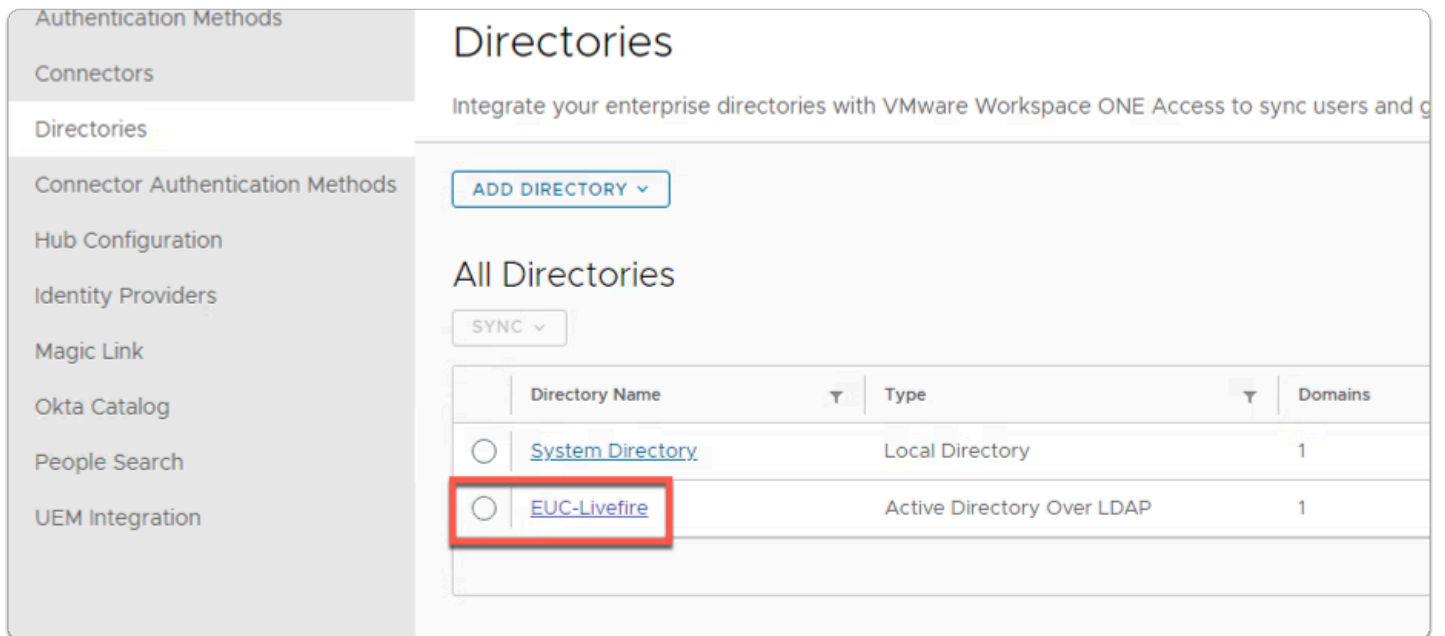 Authentication Methods
Connectors
Directories
Connector Authentication Methods
Hub Configuration
Identity Providers
Magic Link
Okta Catalog
People Search
UEM Integration
Directories
Integrate your enterprise directories with VMware Workspace ONE Access to sync users and g
ADD DIRECTORY
All Directories
SYNC
Directory Name Type Domains
System Directory Local Directory 1
EUC-Livefire Active Directory Over LDAP 1